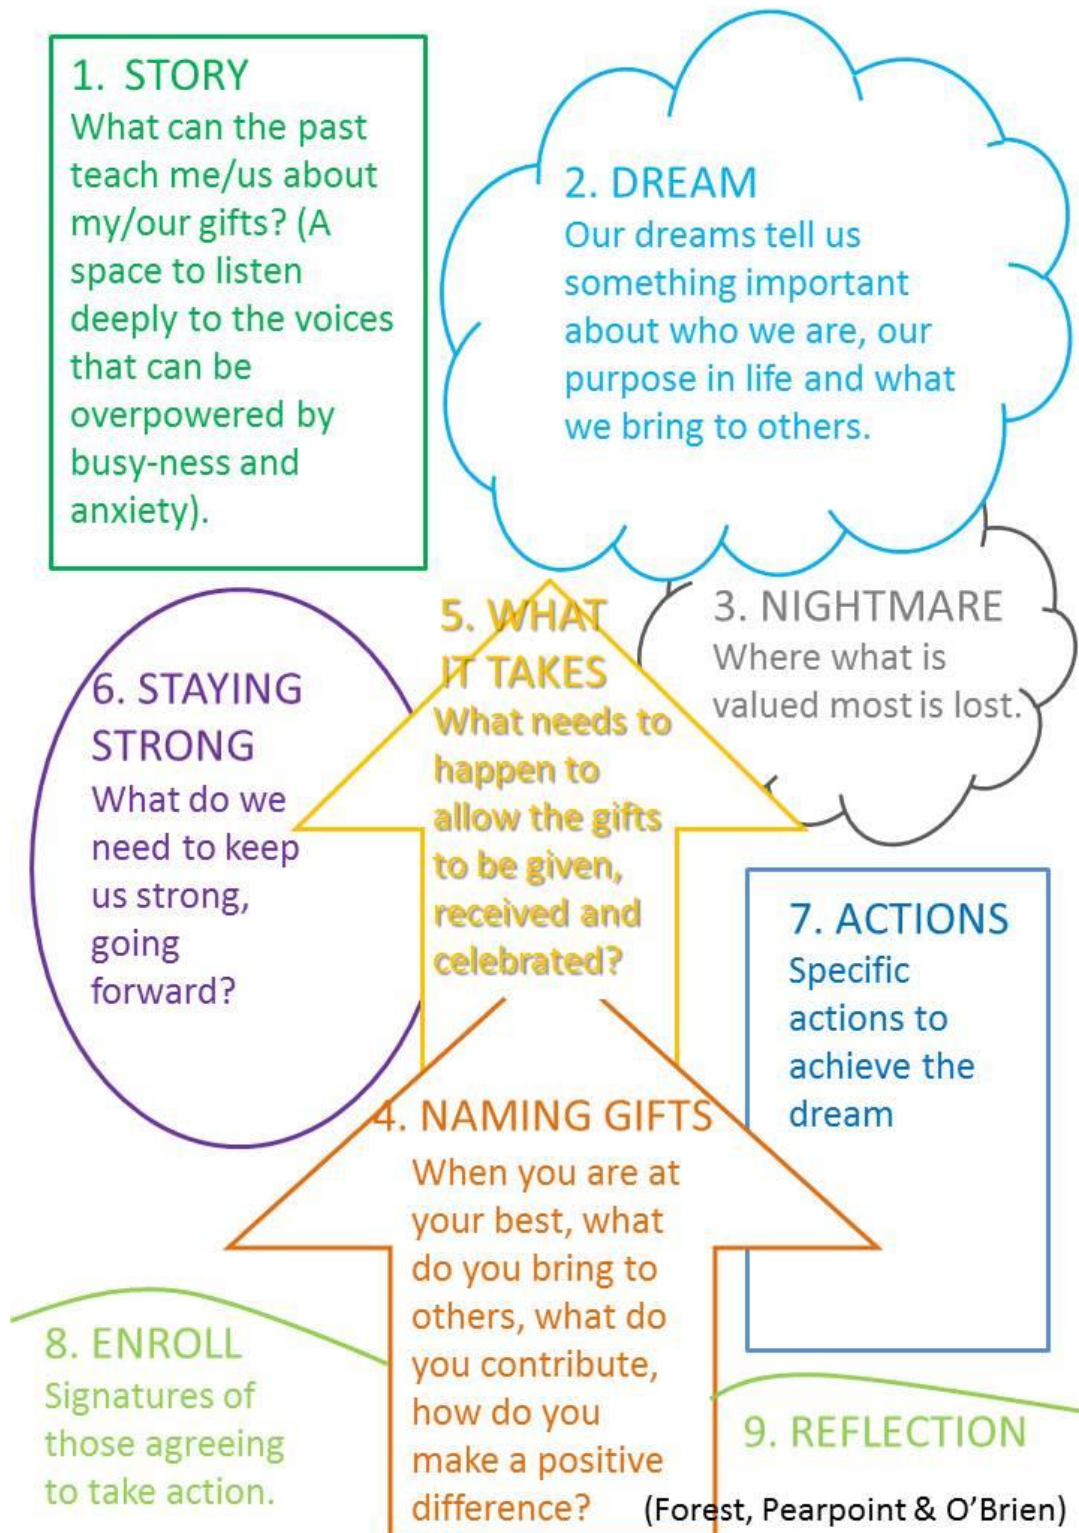 1. STORY
What can the past
teach me/us about
my/our gifts? (A
space to listen
deeply to the voices
that can be
overpowered by
busy-ness and
anxiety).
2. DREAM
Our dreams tell us
something important
about who we are, our
purpose in life and what
we bring to others.
3. NIGHTMARE
Where what is
valued most is lost.
4. NAMING GIFTS
When you are at
your best, what
do you bring to
others, what do
you contribute,
how do you
make a positive
difference?
5. WHAT
IT TAKES
What needs to
happen to
allow the gifts
to be given,
received and
celebrated?
6. STAYING
STRONG
What do we
need to keep
us strong,
going
forward?
7. ACTIONS
Specific
actions to
achieve the
dream
8. ENROLL
Signatures of
those agreeing
to take action.
9. REFLECTION
(Forest, Pearpoint & O’Brien)